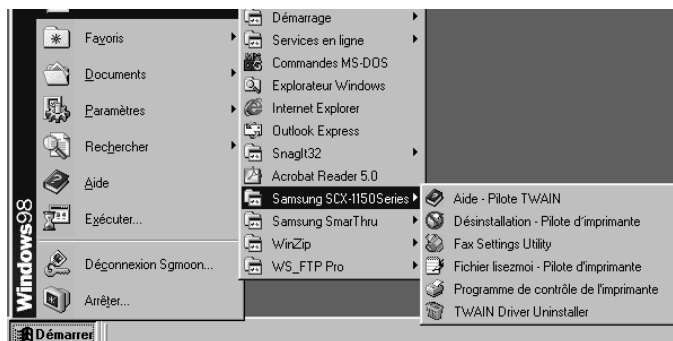 Favoris
Documents
Paramètres
Rechercher
Aide
Exécuter...
Déconnexion Sgmoon...
Arrêter...
Windows98
Démarrer
Démarrage
Services en ligne
Commandes MS-DOS
Explorateur Windows
Internet Explorer
Outlook Express
SnagIt32
Acrobat Reader 5.0
Samsung SCX-1150Series
Samsung SmarThru
WinZip
WS_FTP Pro
Aide - Pilote TWAIN
Désinstallation - Pilote d'imprimante
Fax Settings Utility
Fichier lisezmoi - Pilote d'imprimante
Programme de contrôle de l'imprimante
TWAIN Driver Uninstaller